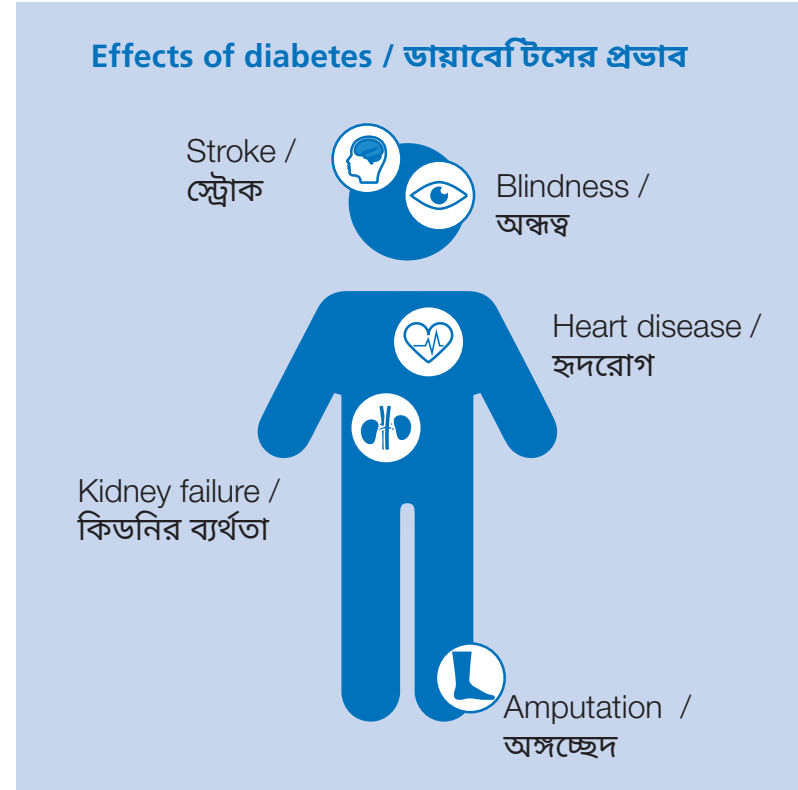 Effects of diabetes / ডায়াবেটিসের প্রভাব
Stroke /
স্ট্রোক
Blindness /
অন্ধত্ব
Heart disease /
হৃদরোগ
Kidney failure /
কিডনির ব্যর্থতা
Amputation /
অঙ্গচ্ছেদ